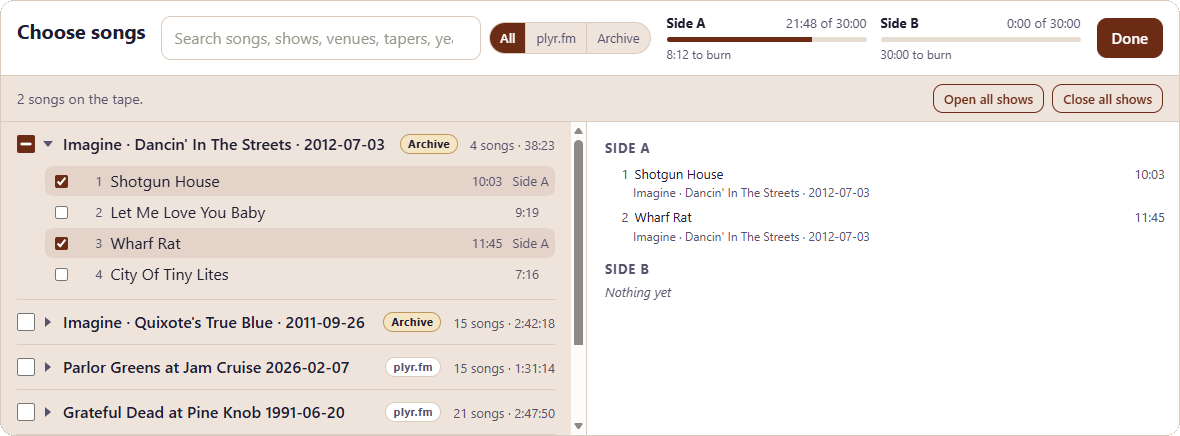 Choose songs
Search songs, shows, venues, tapers, yea
All
plyr.fm
Archive
Side A 21:48 of 30:00
8:12 to burn
Side B 0:00 of 30:00
30:00 to burn
Done
2 songs on the tape.
Open all shows
Close all shows
Imagine · Dancin' In The Streets · 2012-07-03 Archive 4 songs · 38:23
1 Shotgun House 10:03 Side A
2 Let Me Love You Baby 9:19
3 Wharf Rat 11:45 Side A
4 City Of Tiny Lites 7:16
Imagine · Quixote's True Blue · 2011-09-26 Archive 15 songs · 2:42:18
Parlor Greens at Jam Cruise 2026-02-07 plyr.fm 15 songs · 1:31:14
Grateful Dead at Pine Knob 1991-06-20 plyr.fm 21 songs · 2:47:50
SIDE A
1 Shotgun House 10:03
Imagine · Dancin' In The Streets · 2012-07-03
2 Wharf Rat 11:45
Imagine · Dancin' In The Streets · 2012-07-03
SIDE B
Nothing yet